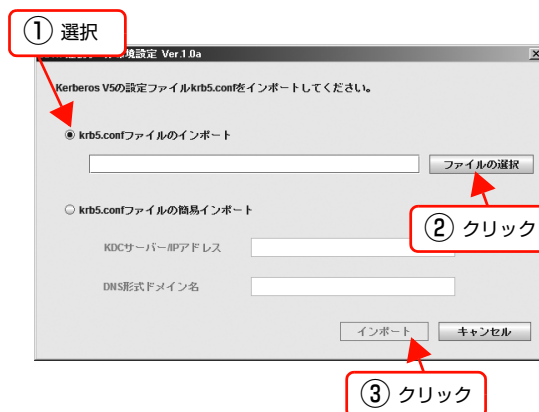 ① 選択
境設定 Ver.1.0a
Kerberos V5の設定ファイルkrb5.confをインポートしてください。
krb5.confファイルのインポート
ファイルの選択
② クリック
krb5.confファイルの簡易インポート
KDCサーバーIPアドレス
DNS形式ドメイン名
インポート
キャンセル
③ クリック